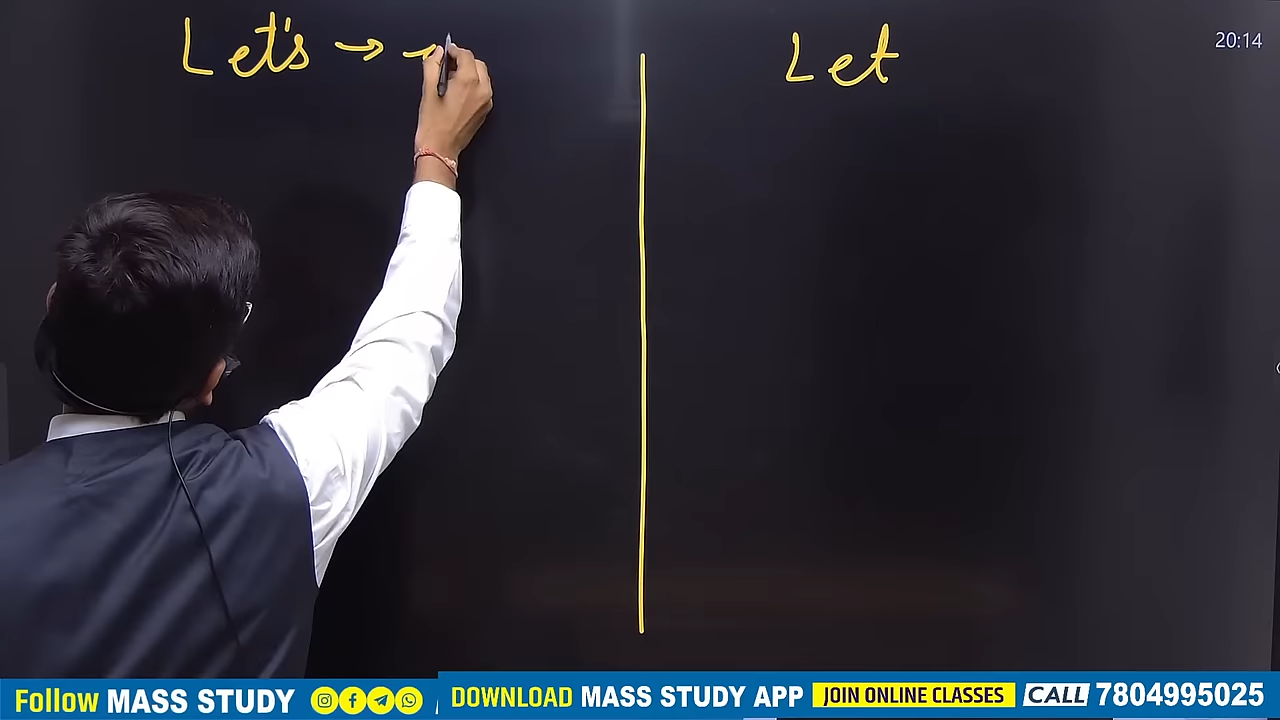 Let's →
Let
20:14
Follow MASS STUDY
DOWNLOAD MASS STUDY APP JOIN ONLINE CLASSES CALL 7804995025